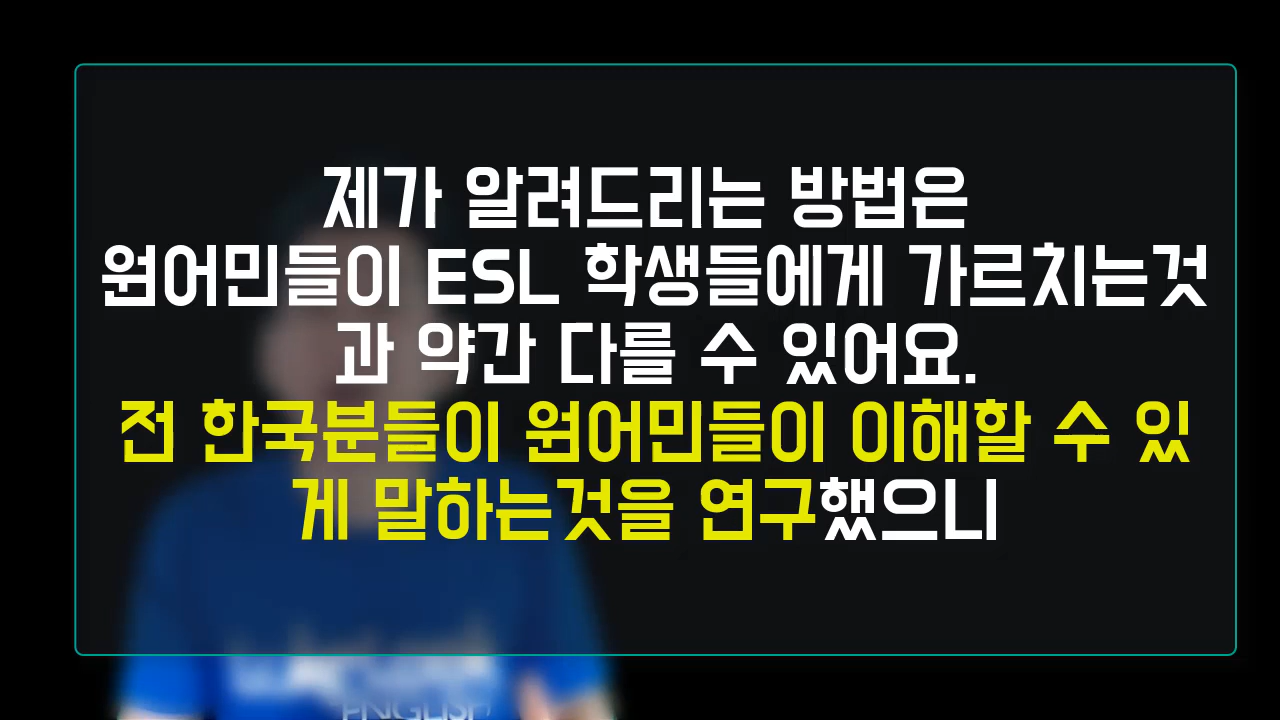 제가 알려드리는 방법은
원어민들이 ESL 학생들에게 가르치는것
과 약간 다를 수 있어요.
전 한국분들이 원어민들이 이해할 수 있
게 말하는것을 연구했으니
ENGLISH